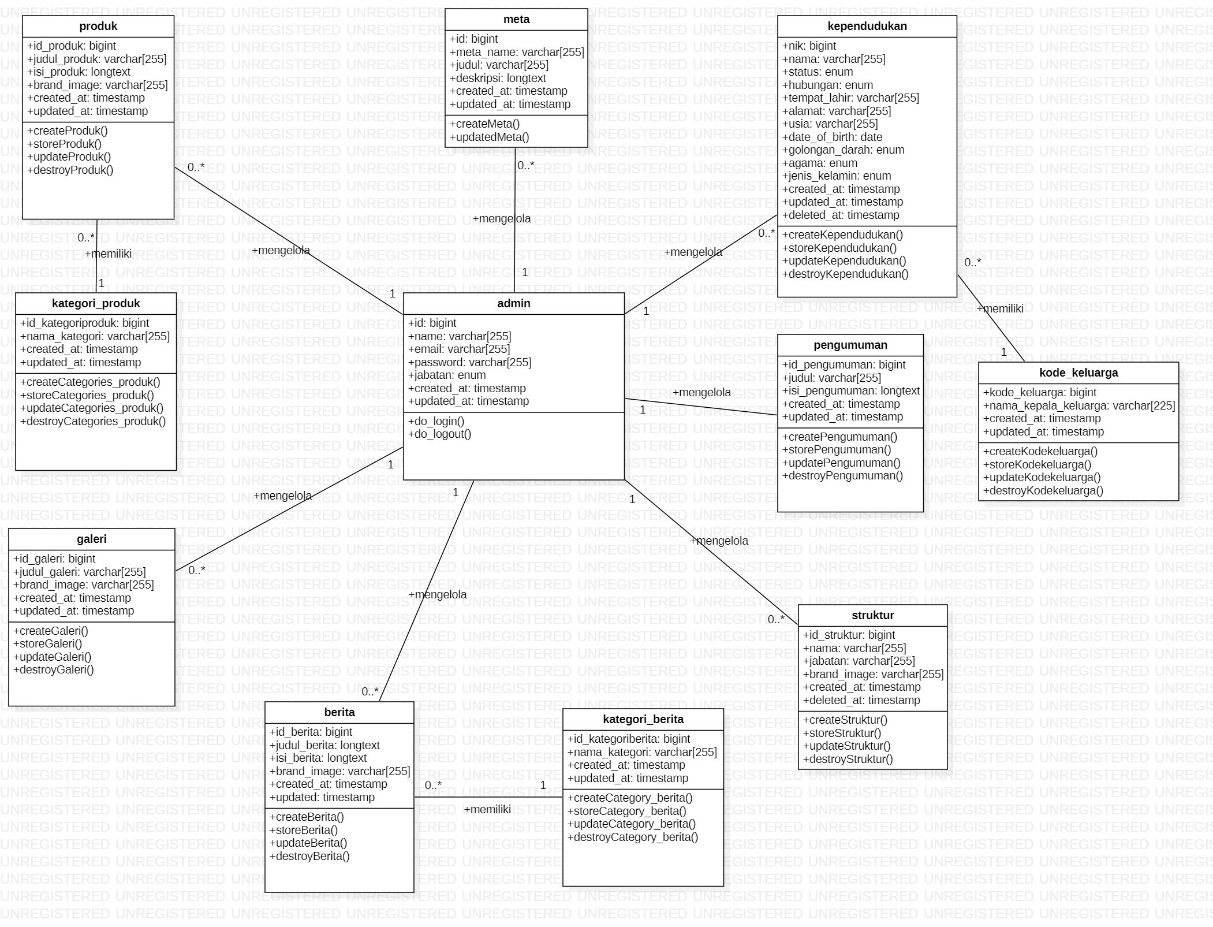 produk
+id_produk: bigint
+judul_produk: varchar[255]
+isi_produk: longtext
+brand_image: varchar[255]
+created_at: timestamp
+updated_at: timestamp
+createProduk()
+storeProduk()
+updateProduk()
+destroyProduk()
meta
+id: bigint
+meta_name: varchar[255]
+judul: varchar[255]
+deskripsi: longtext
+created_at: timestamp
+updated_at: timestamp
+createMeta()
+updatedMeta()
kependudukan
+nik: bigint
+nama: varchar[255]
+status: enum
+hubungan: enum
+tempat_lahir: varchar[255]
+alamat: varchar[255]
+usia: varchar[255]
+date_of_birth: date
+golongan_darah: enum
+agama: enum
+jenis_kelamin: enum
+created_at: timestamp
+updated_at: timestamp
+deleted_at: timestamp
+createKependudukan()
+storeKependudukan()
+updateKependudukan()
+destroyKependudukan()
0..*
+mengelola
1
0..*
+mengelola
1
0..*
+mengelola
1
0..*
+memiliki
1
0..*
+memiliki
1
kategori_produk
+id_kategoriproduk: bigint
+nama_kategori: varchar[255]
+created_at: timestamp
+updated_at: timestamp
+createCategories_produk()
+storeCategories_produk()
+updateCategories_produk()
+destroyCategories_produk()
admin
+id: bigint
+name: varchar[255]
+email: varchar[255]
+password: varchar[255]
+jabatan: enum
+created_at: timestamp
+updated_at: timestamp
+do_login()
+do_logout()
+mengelola
1
pengumuman
+id_pengumuman: bigint
+judul: varchar[255]
+isi_pengumuman: longtext
+created_at: timestamp
+updated_at: timestamp
+createPengumuman()
+storePengumuman()
+updatePengumuman()
+destroyPengumuman()
kode_keluarga
+kode_keluarga: bigint
+nama_kepala_keluarga: varchar[225]
+created_at: timestamp
+updated_at: timestamp
+createKodekeluarga()
+storeKodekeluarga()
+updateKodekeluarga()
+destroyKodekeluarga()
1
+mengelola
0..*
1
+mengelola
0..*
1
+mengelola
0..*
galeri
+id_galeri: bigint
+judul_galeri: varchar[255]
+brand_image: varchar[255]
+created_at: timestamp
+updated_at: timestamp
+createGaleri()
+storeGaleri()
+updateGaleri()
+destroyGaleri()
struktur
+id_struktur: bigint
+nama: varchar[255]
+jabatan: varchar[255]
+brand_image: varchar[255]
+created_at: timestamp
+deleted_at: timestamp
+createStruktur()
+storeStruktur()
+updateStruktur()
+destroyStruktur()
berita
+id_berita: bigint
+judul_berita: longtext
+isi_berita: longtext
+brand_image: varchar[255]
+created_at: timestamp
+updated: timestamp
+createBerita()
+storeBerita()
+updateBerita()
+destroyBerita()
0..*
+memiliki
1
kategori_berita
+id_kategoriberita: bigint
+nama_kategori: varchar[255]
+created_at: timestamp
+updated_at: timestamp
+createCategory_berita()
+storeCategory_berita()
+updateCategory_berita()
+destroyCategory_berita()
UNREGISTERED